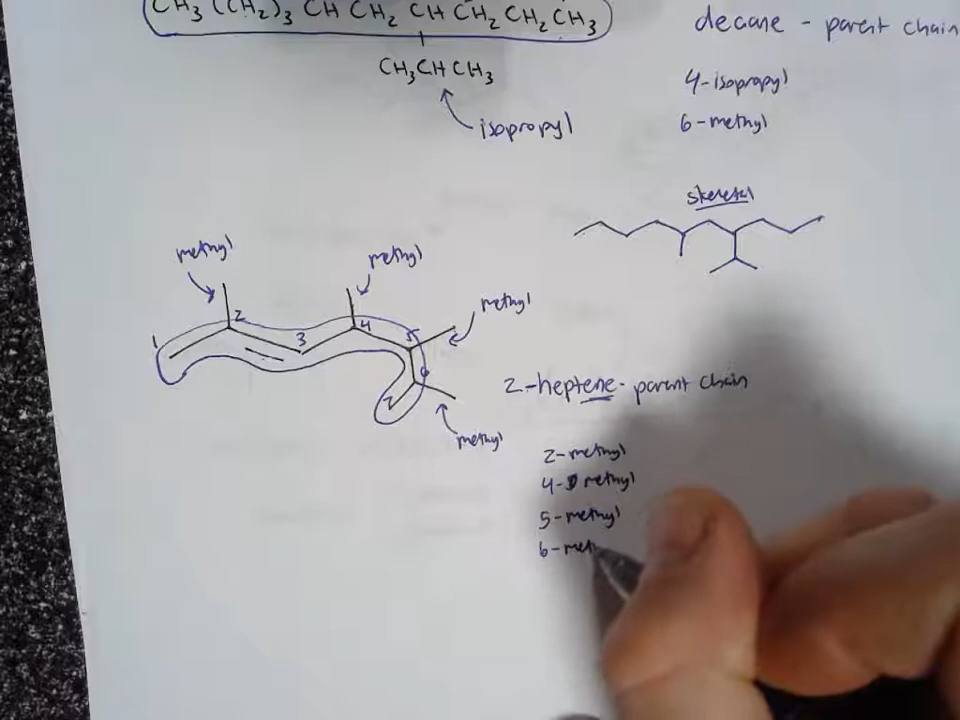 CH3 (CH2)3 CH CH2 CH CH2 CH2 CH3
decane - parent chain
CH3CHCH3
4-isopropyl
isopropyl
6-methyl
skeletal
methyl
methyl
methyl
1 2 3 4 5 6 7
2-heptene- parent chain
methyl
2-methyl
4-methyl
5-methyl
6-met